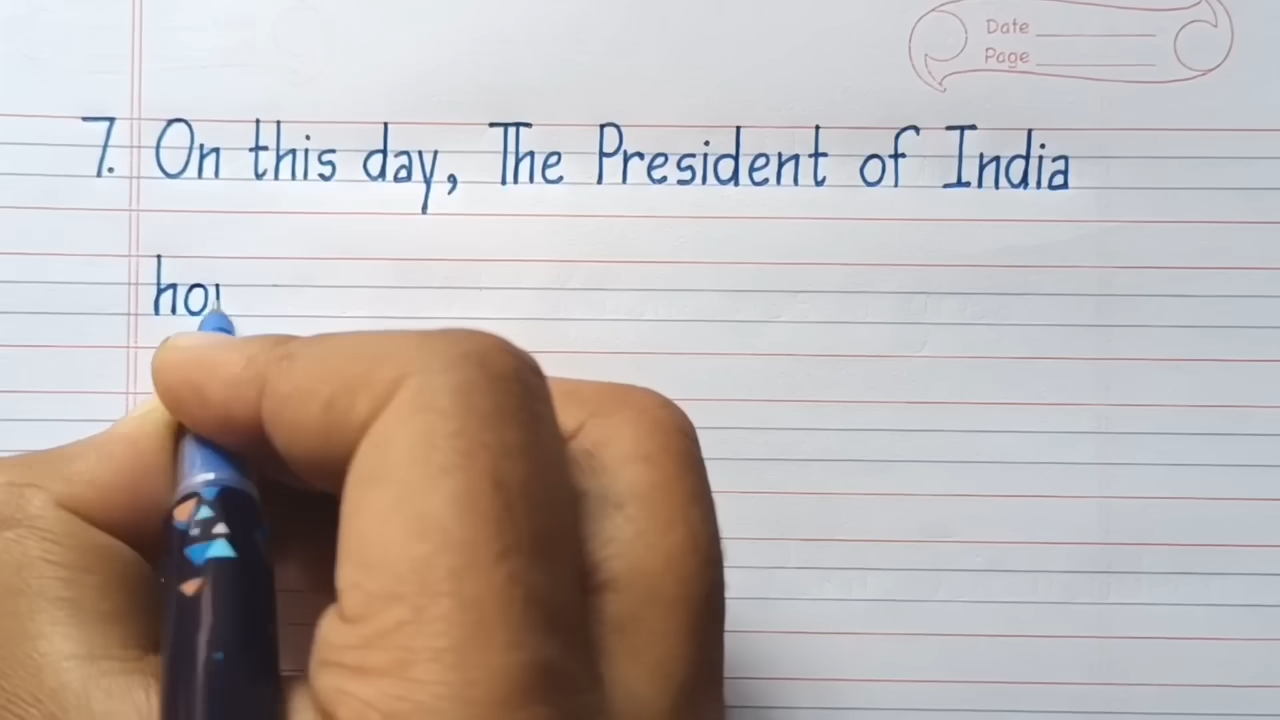 Date
Page
7. On this day, The President of India
ho